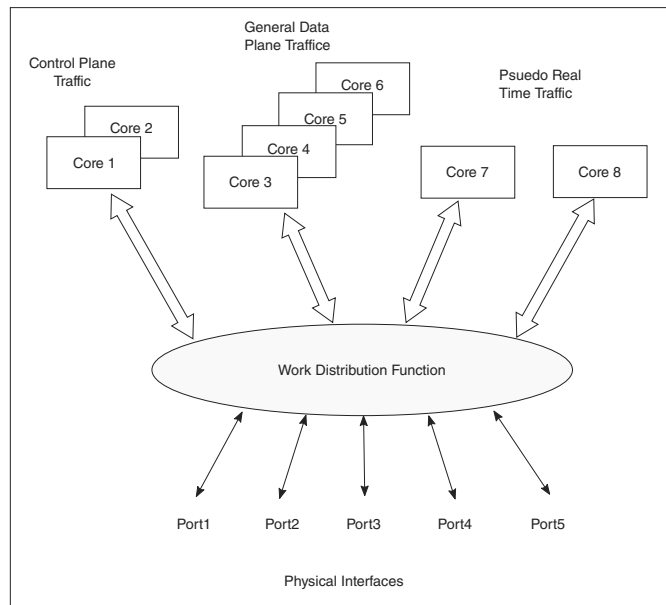 General Data
Plane Traffice
Control Plane
Traffic
Psuedo Real
Time Traffic
Core 6
Core 5
Core 4
Core 3
Core 2
Core 1
Core 7
Core 8
Work Distribution Function
Port1
Port2
Port3
Port4
Port5
Physical Interfaces